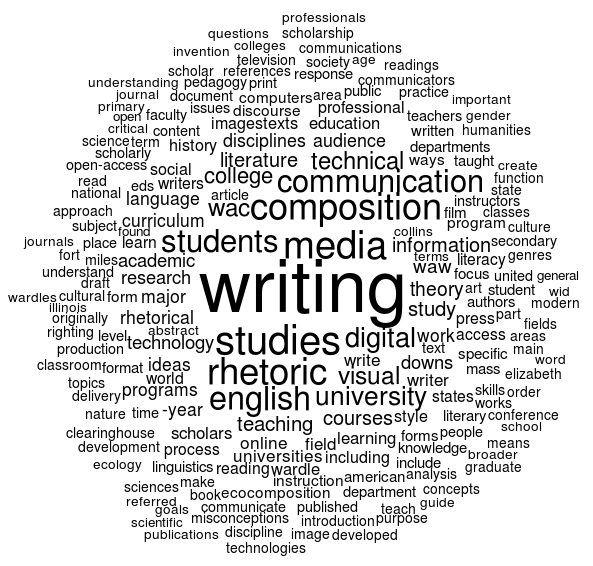 professionals
questions scholarship
invention colleges communications
television society age readings
scholar references response
understanding pedagogy print communicators
journal document computers area public practice important
primary issues discourse professional
open faculty teachers gender
critical content images texts education written humanities
science term history disciplines audience departments
scholarly literature technical ways taught create
open-access social college communication function
read eds writers article state
national language wac composition film instructors
approach curriculum classes
subject found students media collins program culture
journals place learn information secondary
fort miles academic terms literacy genres
understand research waw focus united general
draft writing theory art student wid
wardles cultural form major authors modern
illinois rhetorical study press part
originally abstract studies digital work access areas fields
righting level technology text main
production write downs specific word
classroom format ideas rhetoric visual mass elizabeth
topics world writer skills order
delivery programs english university states works
nature time -year style literary conference
teaching courses school
clearinghouse scholars learning forms people means
development process online field knowledge broader
universities including include graduate
ecology linguistics reading wardle american analysis
sciences make instruction concepts
referred book ecocomposition department guide
goals communicate published teach
scientific misconceptions introduction purpose
publications discipline image developed
technologies